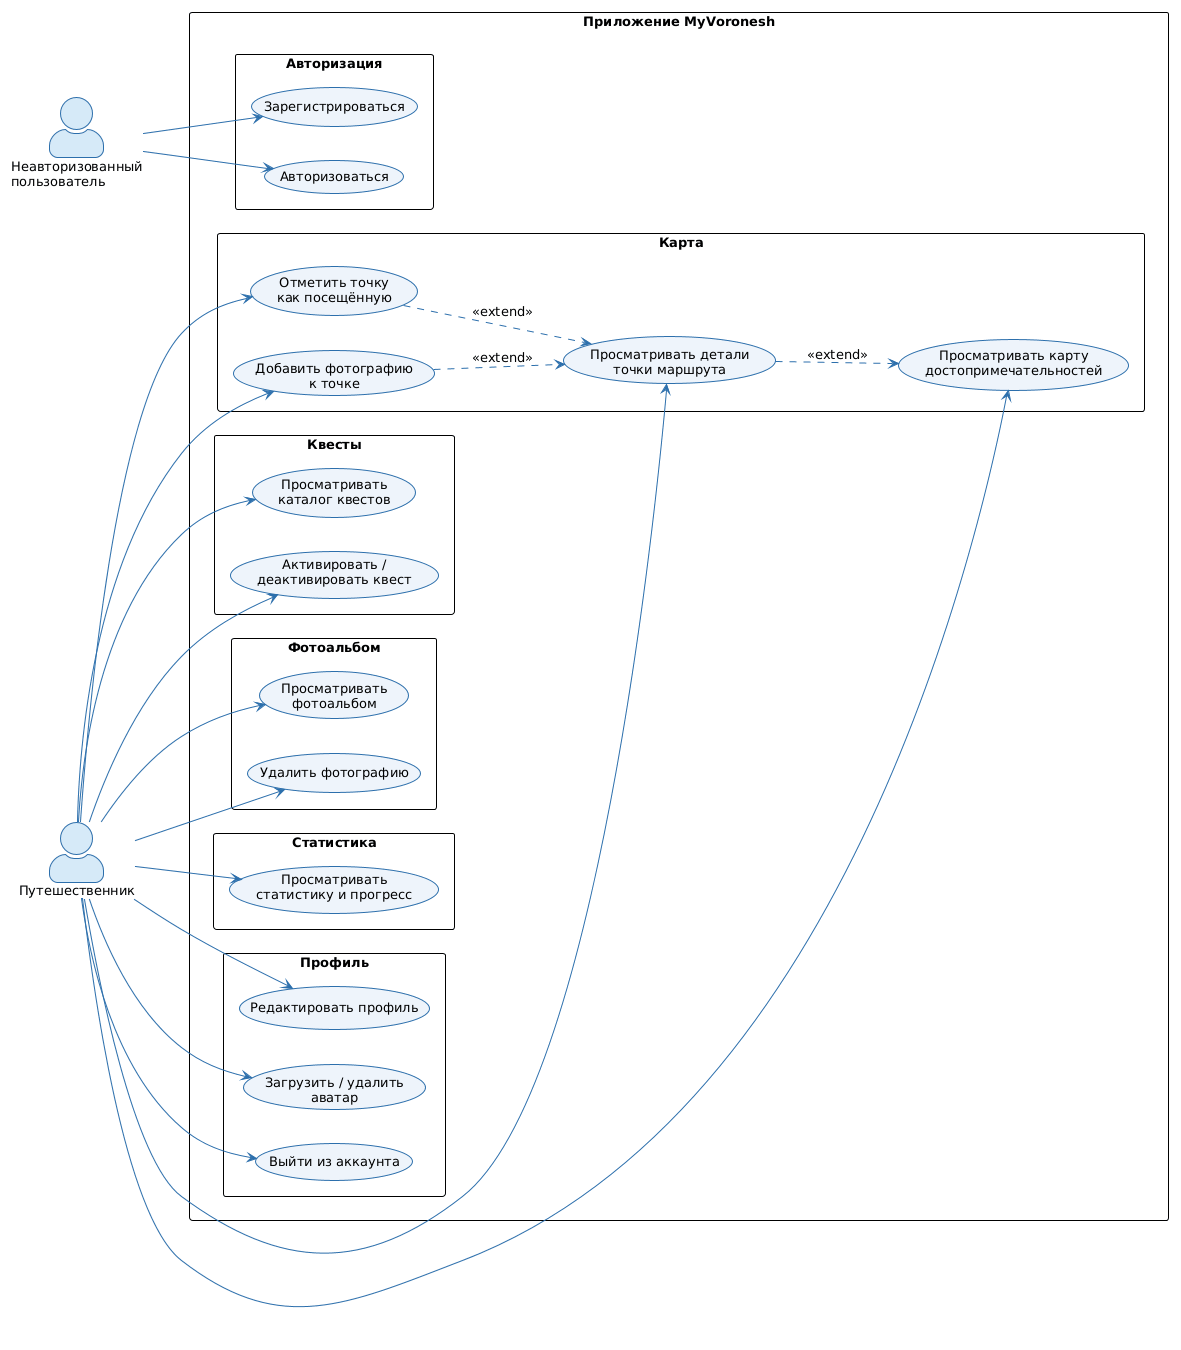 Приложение MyVoronesh
Авторизация
Зарегистрироваться
Авторизоваться
Неавторизованный
пользователь
Карта
Отметить точку
как посещённую
«extend»
Добавить фотографию
к точке
«extend»
Просматривать детали
точки маршрута
«extend»
Просматривать карту
достопримечательностей
Квесты
Просматривать
каталог квестов
Активировать /
деактивировать квест
Фотоальбом
Просматривать
фотоальбом
Удалить фотографию
Путешественник
Статистика
Просматривать
статистику и прогресс
Профиль
Редактировать профиль
Загрузить / удалить
аватар
Выйти из аккаунта